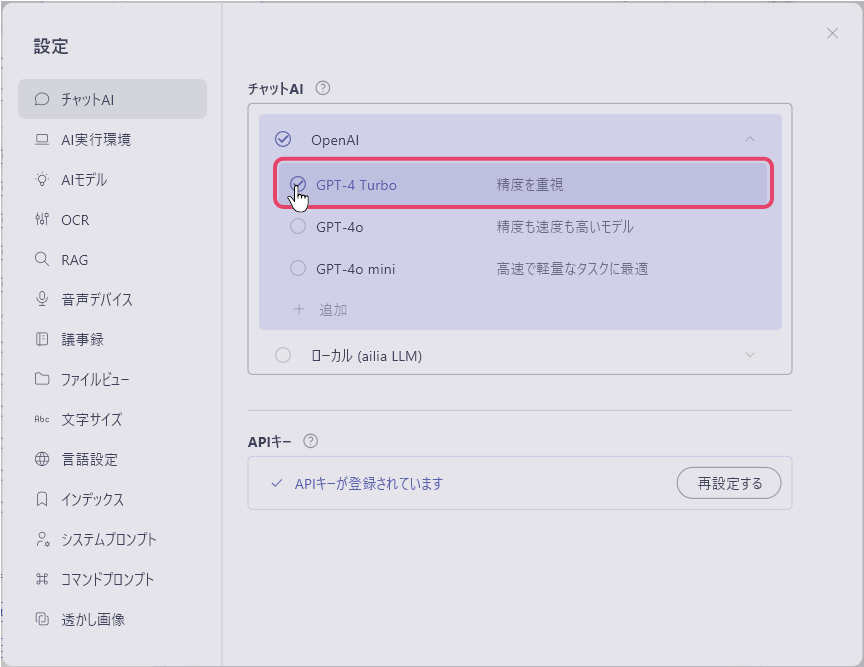 設定
チャットAI
AI実行環境
AIモデル
OCR
RAG
音声デバイス
議事録
ファイルビュー
Abc 文字サイズ
言語設定
インデックス
システムプロンプト
コマンドプロンプト
透かし画像
チャットAI ?
OpenAI
GPT-4 Turbo 精度を重視
GPT-4o 精度も速度も高いモデル
GPT-4o mini 高速で軽量なタスクに最適
+ 追加
ローカル (ailia LLM)
APIキー ?
APIキーが登録されています 再設定する